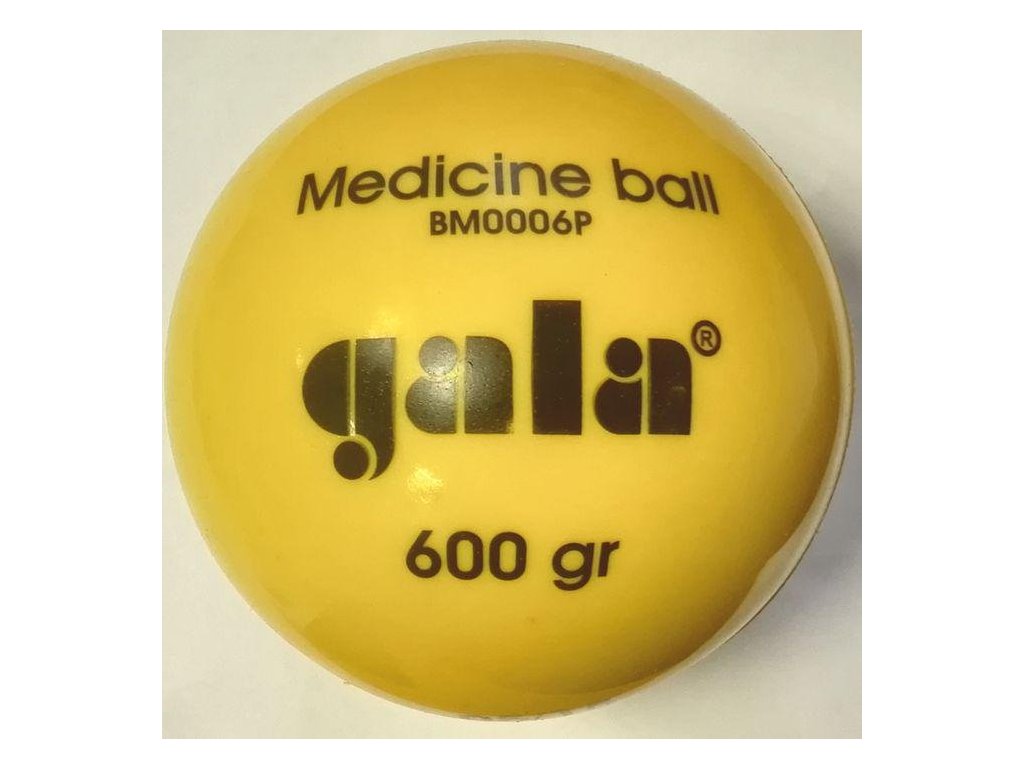 Medicine ball
BM0006P
gala®
600 gr